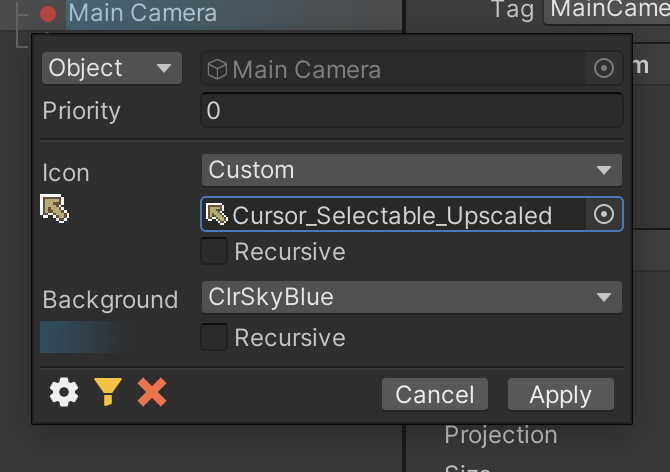 Main Camera
Tag
MainCame
Object
Main Camera
m
Priority
0
Icon
Custom
Cursor_Selectable_Upscaled
Recursive
Background
ClrSkyBlue
Recursive
Cancel
Apply
Projection
Size